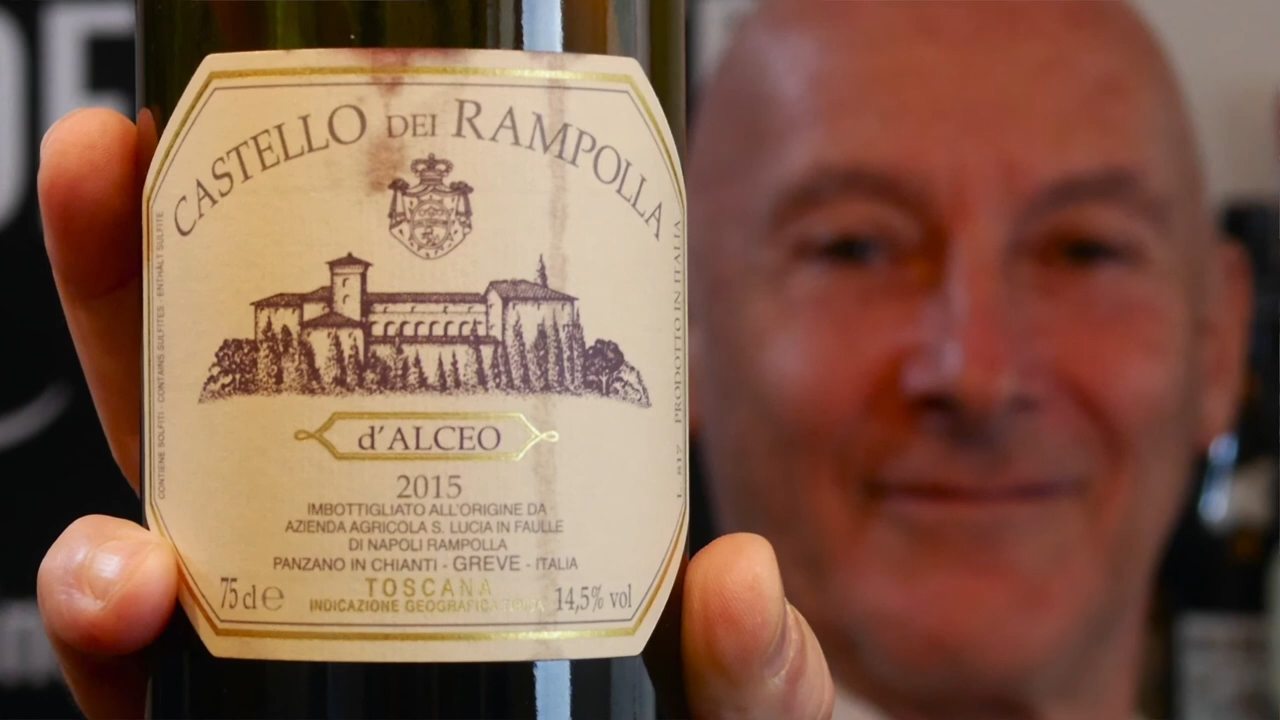 CASTELLO DEI RAMPOLLA
d'ALCEO
2015
IMBOTTIGLIATO ALL'ORIGINE DA
AZIENDA AGRICOLA S. LUCIA IN FAULLE
DI NAPOLI RAMPOLLA
PANZANO IN CHIANTI - GREVE - ITALIA
75 cl e
TOSCANA
INDICAZIONE GEOGRAFICA
14,5% vol
CONTIENE SOLFITI - CONTAINS SULFITES - ENTHÄLT SULFITE
L. 817 PRODOTTO IN ITALIA